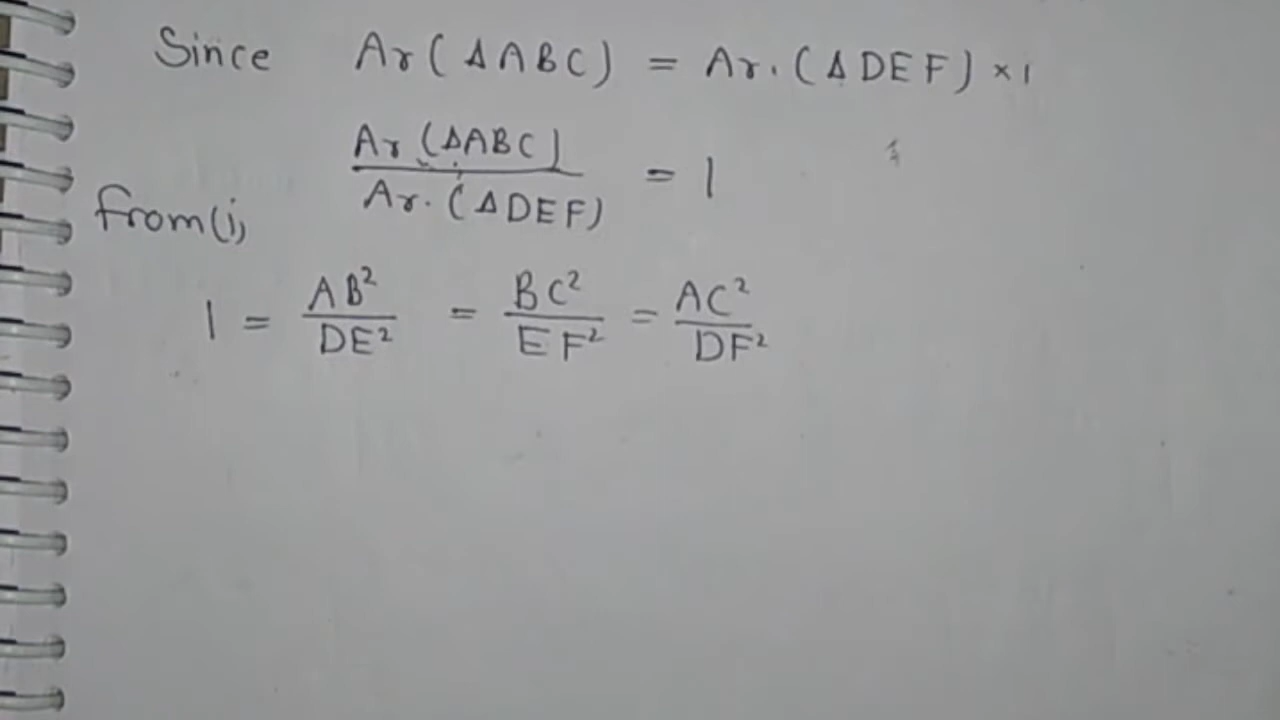 Since Ar(ΔABC) = Ar.(ΔDEF) × 1
Ar(ΔABC) / Ar.(ΔDEF) = 1
from(i)
1 = AB² / DE² = BC² / EF² = AC² / DF²